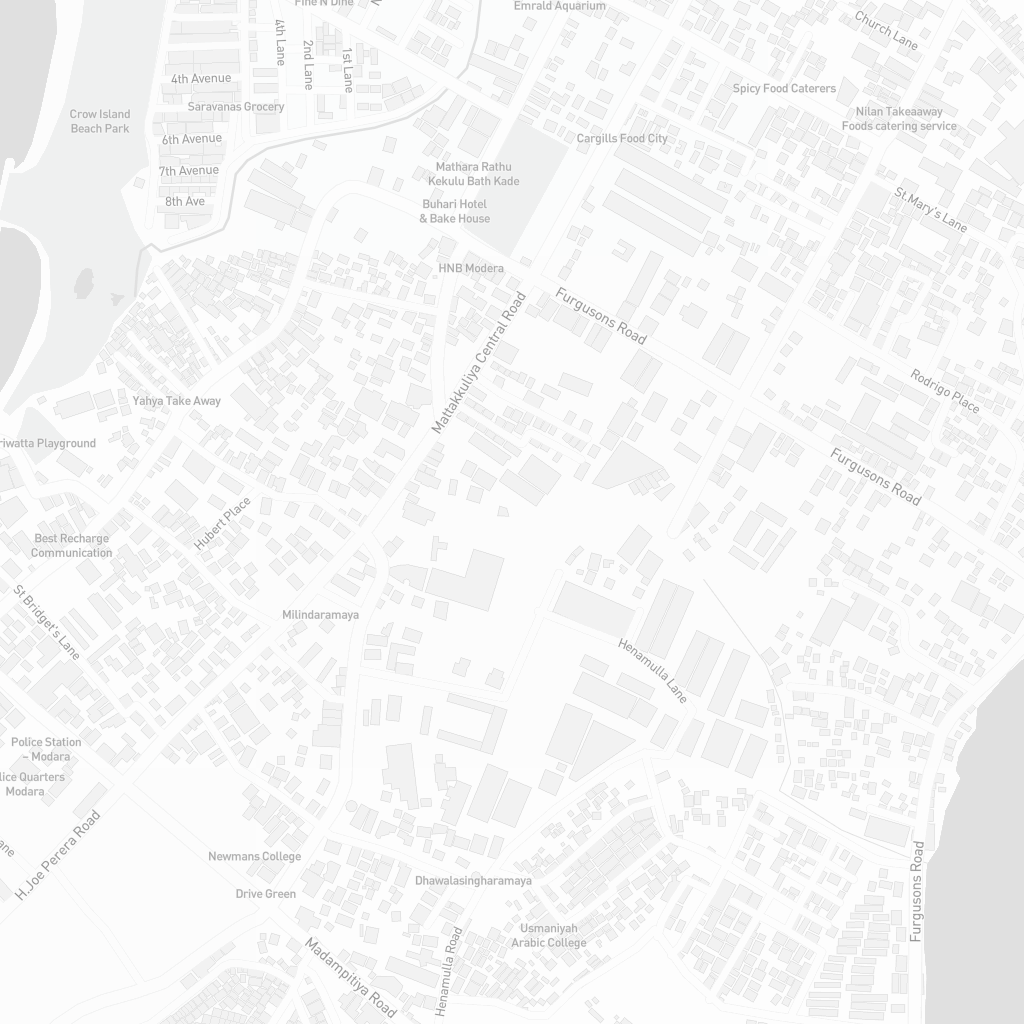 Fine N Dine
Emrald Aquarium
Church Lane
4th Lane
2nd Lane
1st Lane
4th Avenue
Spicy Food Caterers
Saravanas Grocery
Crow Island
Beach Park
Nilan Takeaaway
Foods catering service
6th Avenue
Cargills Food City
7th Avenue
Mathara Rathu
Kekulu Bath Kade
8th Ave
Buhari Hotel
& Bake House
St.Mary's Lane
HNB Modera
Furgusons Road
Mattakkuliya Central Road
Rodrigo Place
Yahya Take Away
riwatta Playground
Furgusons Road
Hubert Place
Best Recharge
Communication
St Bridget's Lane
Milindaramaya
Henamulla Lane
Police Station
– Modara
lice Quarters
Modara
H.Joe Perera Road
ane
Newmans College
Drive Green
Dhawalasingharamaya
Furgusons Road
Usmaniyah
Arabic College
Henamulla Road
Madampitiya Road